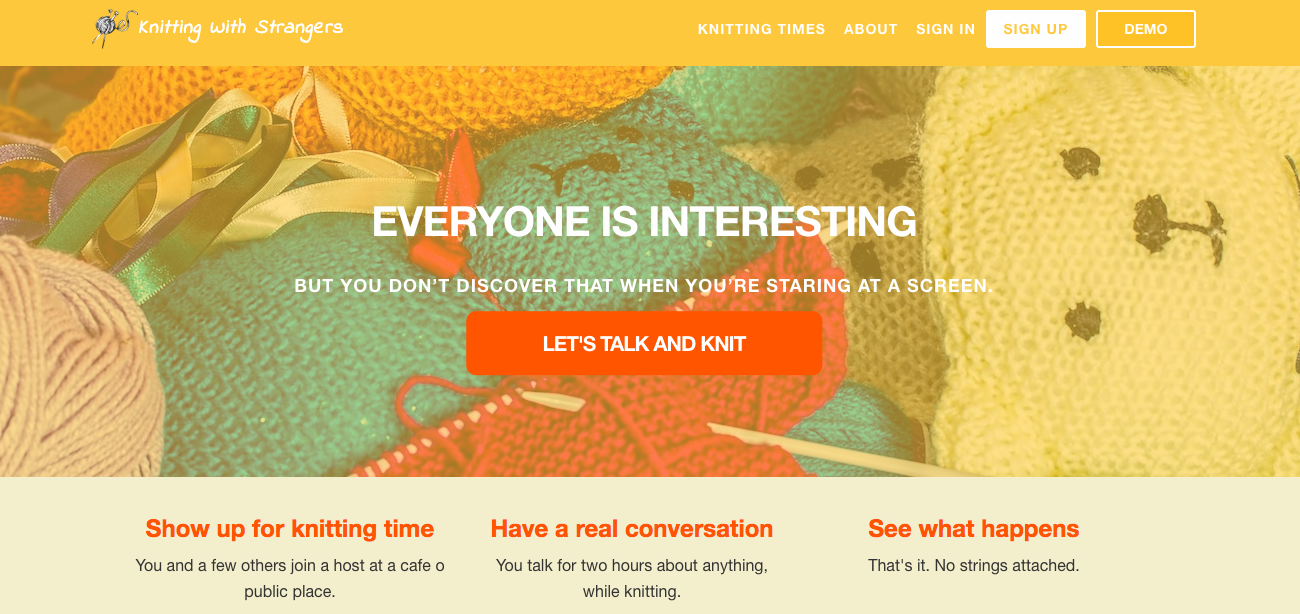 Knitting with Strangers
KNITTING TIMES ABOUT SIGN IN SIGN UP DEMO
EVERYONE IS INTERESTING
BUT YOU DON’T DISCOVER THAT WHEN YOU’RE STARING AT A SCREEN.
LET'S TALK AND KNIT
Show up for knitting time
You and a few others join a host at a cafe o
public place.
Have a real conversation
You talk for two hours about anything,
while knitting.
See what happens
That's it. No strings attached.